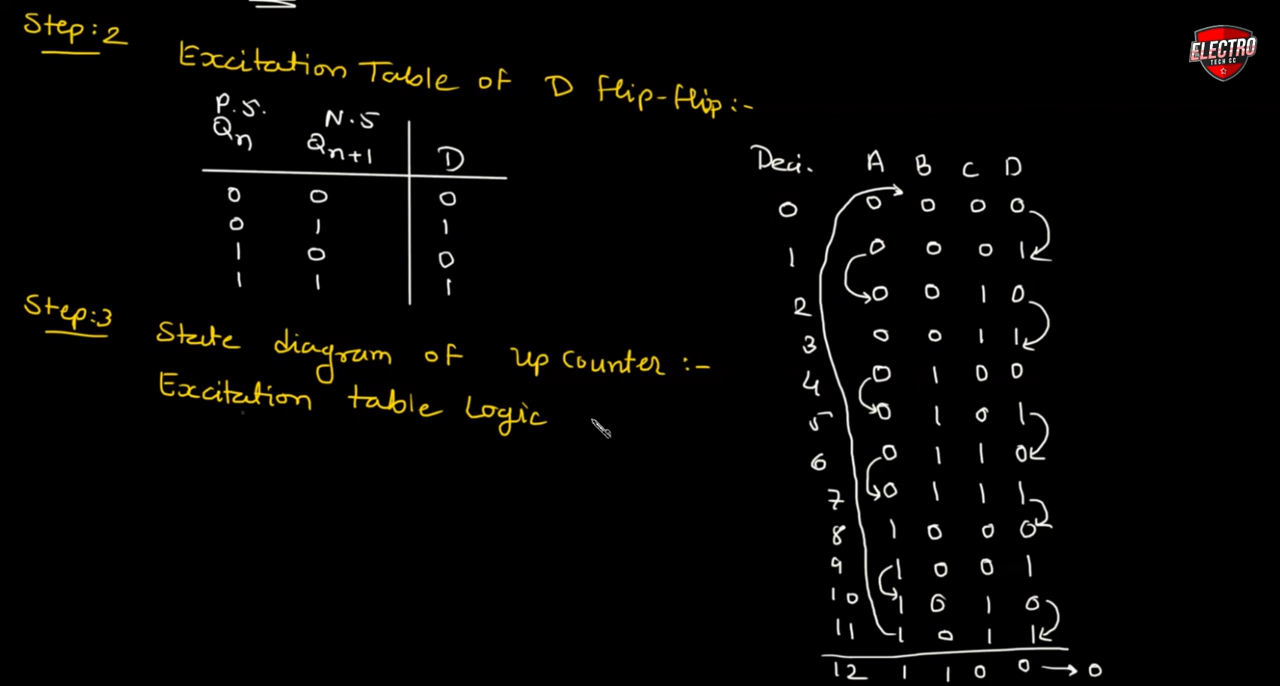 Step:2
Excitation Table of D flip-flip:-
P.S. N.S
Qn Qn+1 D
0 0 0
0 1 1
1 0 0
1 1 1
Step:3
State diagram of up counter :-
Excitation table Logic
Deci. A B C D
0 0 0 0 0
1 0 0 0 1
2 0 0 1 0
3 0 0 1 1
4 0 1 0 0
5 0 1 0 1
6 0 1 1 0
7 0 1 1 1
8 1 0 0 0
9 1 0 0 1
10 1 0 1 0
11 1 0 1 1
12 1 1 0 0 → 0
ELECTRO
TECH CC